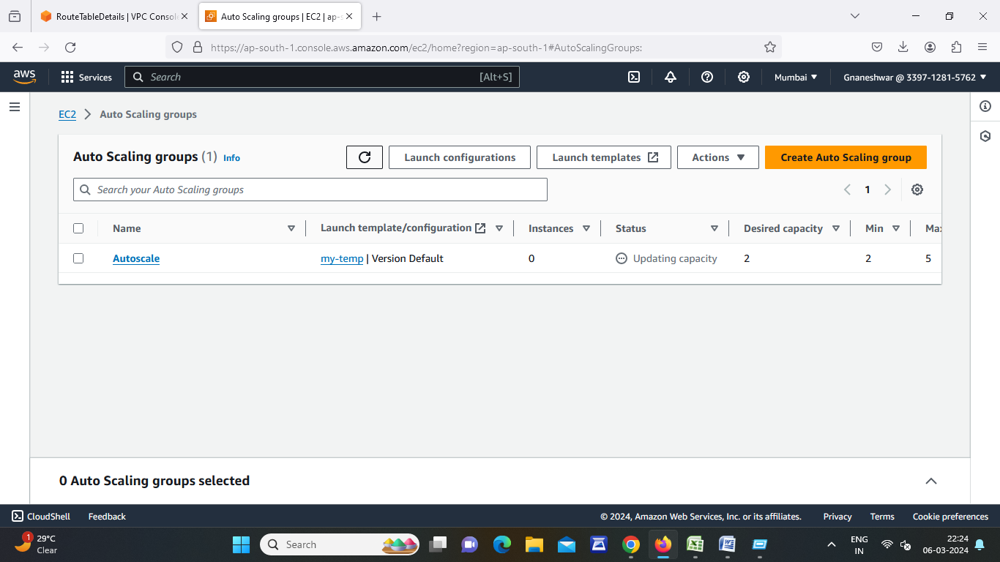 RouteTableDetails | VPC Consol
Auto Scaling groups | EC2 | ap-s
https://ap-south-1.console.aws.amazon.com/ec2/home?region=ap-south-1#AutoScalingGroups:
aws
Services
Search
[Alt+S]
Mumbai
Gnaneshwar @ 3397-1281-5762
EC2
Auto Scaling groups
Auto Scaling groups (1) Info
Launch configurations
Launch templates
Actions
Create Auto Scaling group
Search your Auto Scaling groups
1
Name
Launch template/configuration
Instances
Status
Desired capacity
Min
Max
Autoscale
my-temp | Version Default
0
Updating capacity
2
2
5
0 Auto Scaling groups selected
CloudShell
Feedback
© 2024, Amazon Web Services, Inc. or its affiliates.
Privacy
Terms
Cookie preferences
1
29°C
Clear
Search
ENG
IN
22:24
06-03-2024